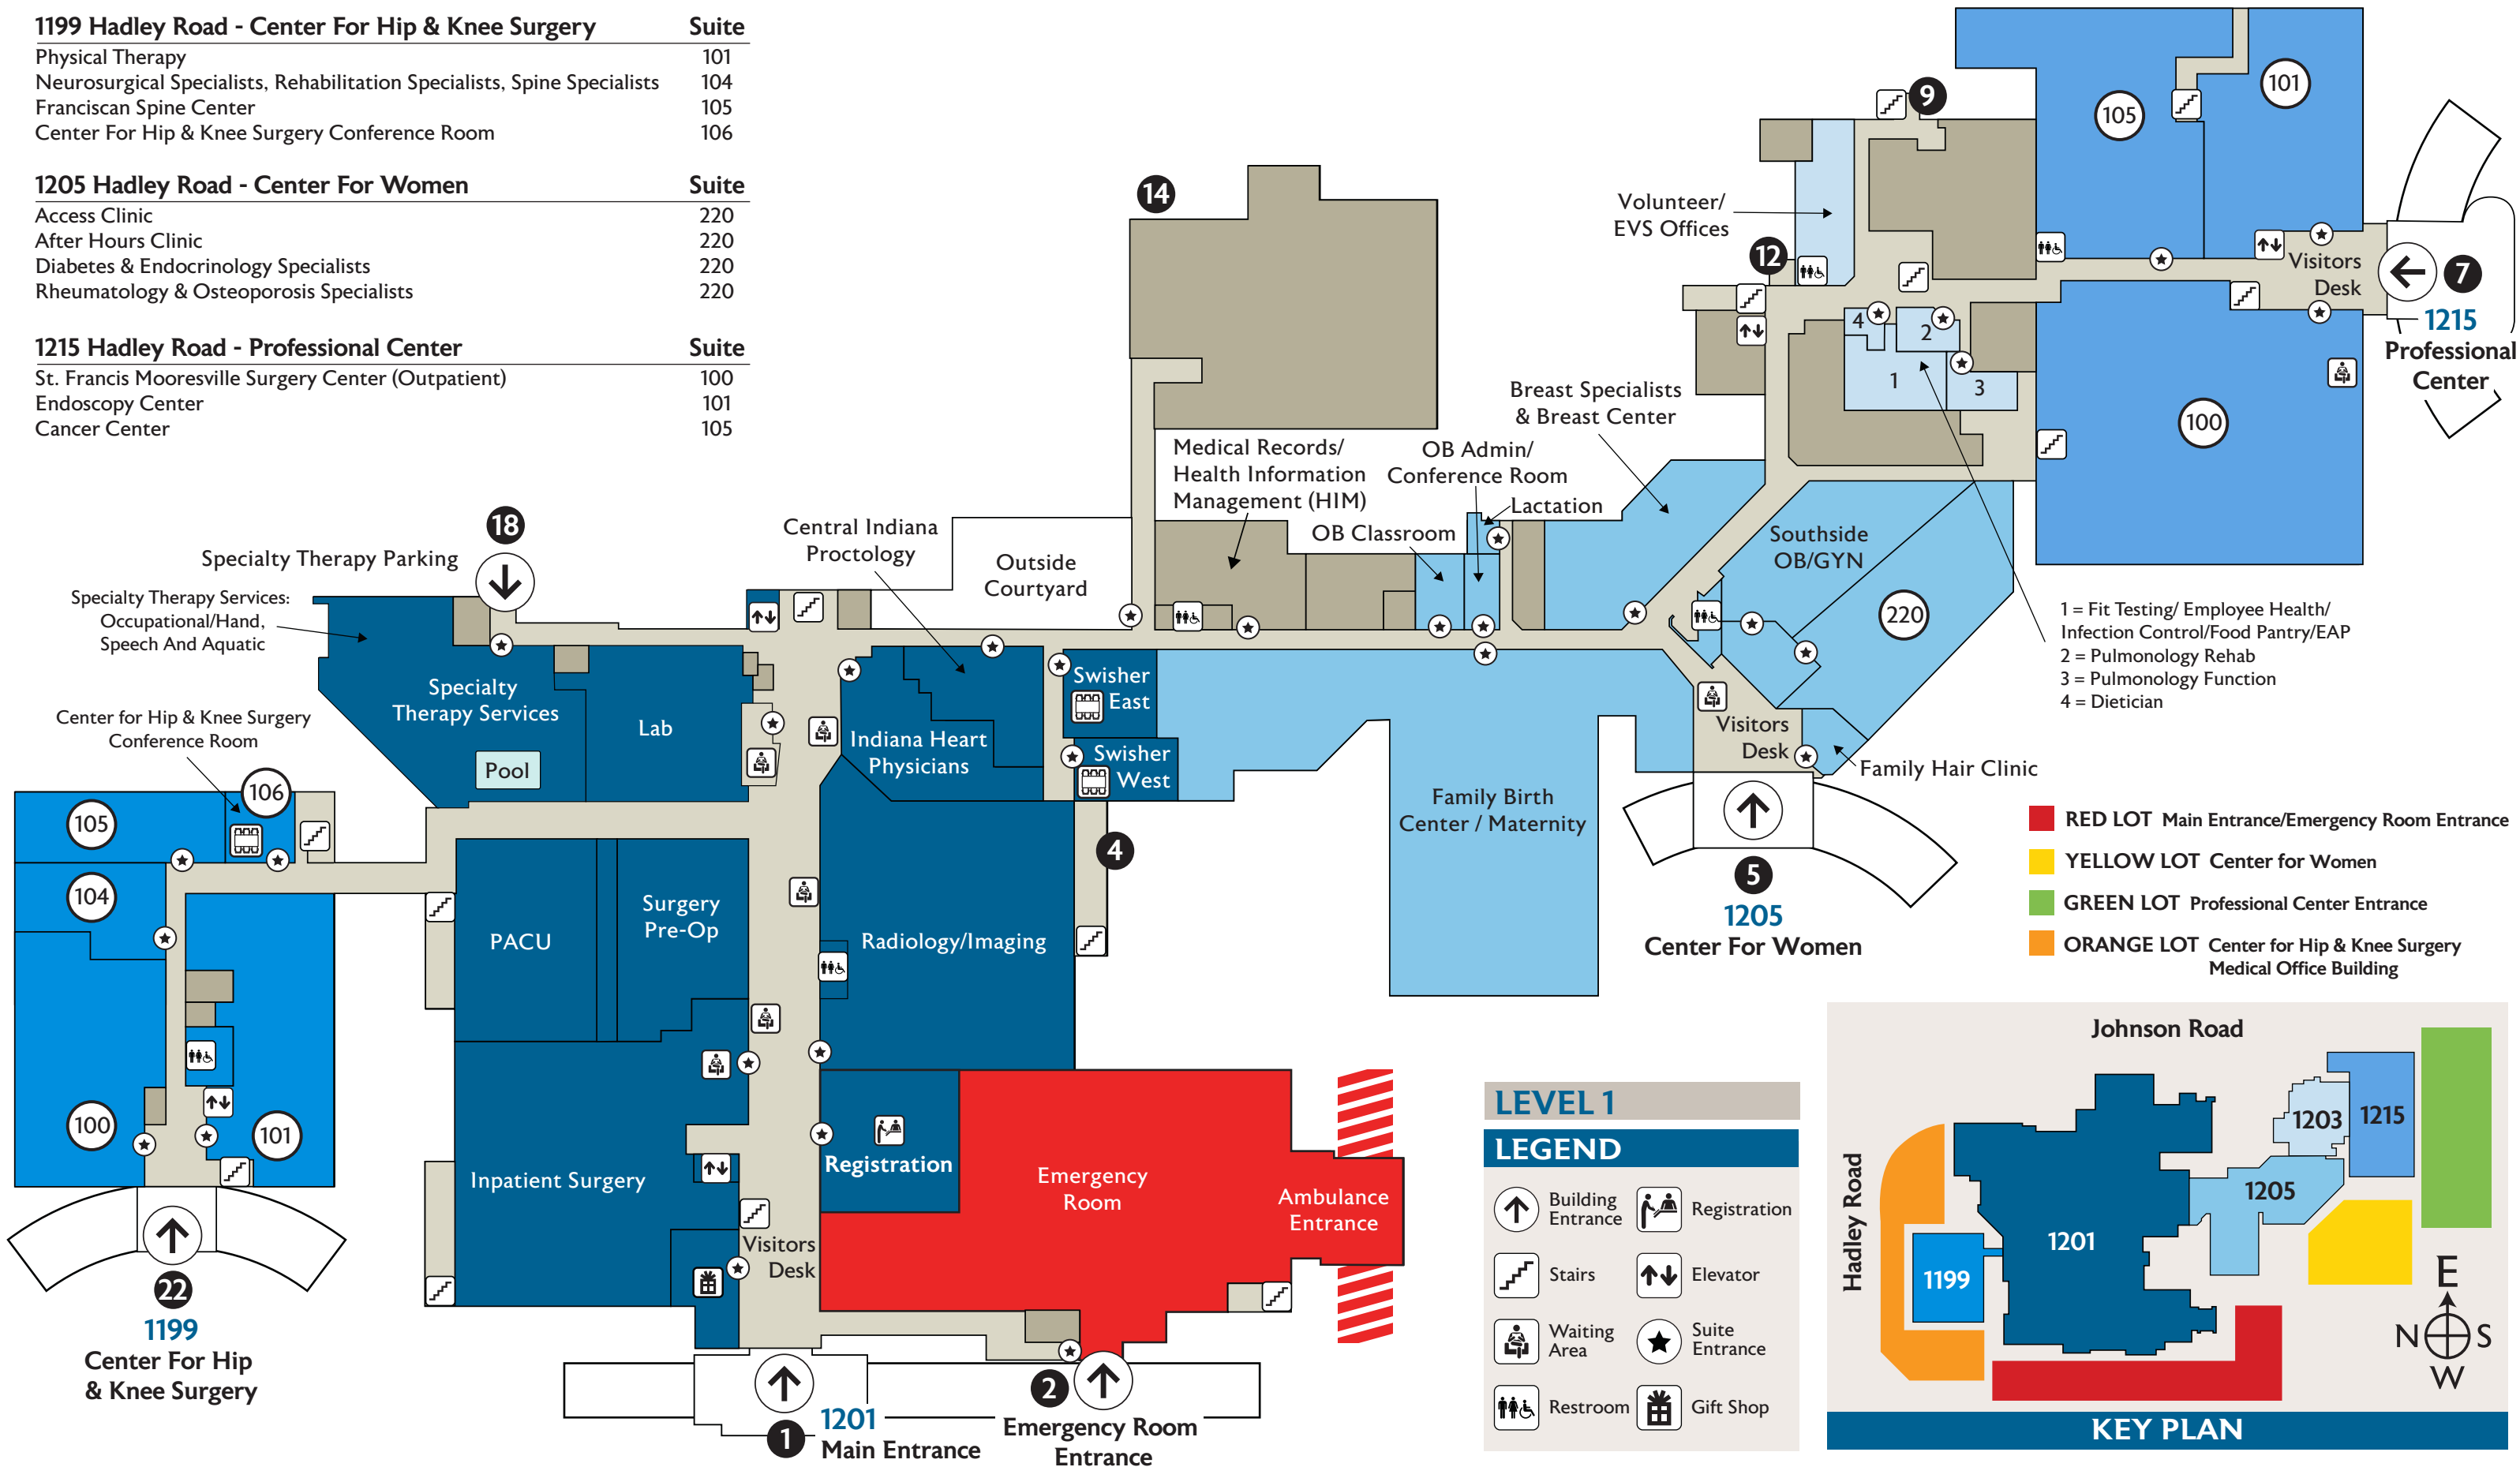 1199 Hadley Road - Center For Hip & Knee Surgery Suite
Physical Therapy 101
Neurosurgical Specialists, Rehabilitation Specialists, Spine Specialists 104
Franciscan Spine Center 105
Center For Hip & Knee Surgery Conference Room 106
1205 Hadley Road - Center For Women Suite
Access Clinic 220
After Hours Clinic 220
Diabetes & Endocrinology Specialists 220
Rheumatology & Osteoporosis Specialists 220
1215 Hadley Road - Professional Center Suite
St. Francis Mooresville Surgery Center (Outpatient) 100
Endoscopy Center 101
Cancer Center 105
9
105
101
14
Volunteer/
EVS Offices
12
Visitors
Desk
7
1215
Professional
Center
4
2
1
3
100
Breast Specialists
& Breast Center
Medical Records/
Health Information
Management (HIM)
OB Admin/
Conference Room
Lactation
OB Classroom
Southside
OB/GYN
220
1 = Fit Testing/ Employee Health/
Infection Control/Food Pantry/EAP
2 = Pulmonology Rehab
3 = Pulmonology Function
4 = Dietician
18
Specialty Therapy Parking
Central Indiana
Proctology
Outside
Courtyard
Specialty Therapy Services:
Occupational/Hand,
Speech And Aquatic
Specialty
Therapy Services
Lab
Pool
Indiana Heart
Physicians
Swisher
East
Swisher
West
Visitors
Desk
Family Hair Clinic
Center for Hip & Knee Surgery
Conference Room
106
105
104
100
101
Family Birth
Center / Maternity
4
5
1205
Center For Women
PACU
Surgery
Pre-Op
Radiology/Imaging
Inpatient Surgery
Registration
Emergency
Room
Ambulance
Entrance
Visitors
Desk
22
1199
Center For Hip
& Knee Surgery
1
1201
Main Entrance
2
Emergency Room
Entrance
RED LOT Main Entrance/Emergency Room Entrance
YELLOW LOT Center for Women
GREEN LOT Professional Center Entrance
ORANGE LOT Center for Hip & Knee Surgery
Medical Office Building
LEVEL 1
LEGEND
Building
Entrance
Registration
Stairs
Elevator
Waiting
Area
Suite
Entrance
Restroom
Gift Shop
Johnson Road
Hadley Road
1203
1215
1205
1201
1199
E
N
S
W
KEY PLAN